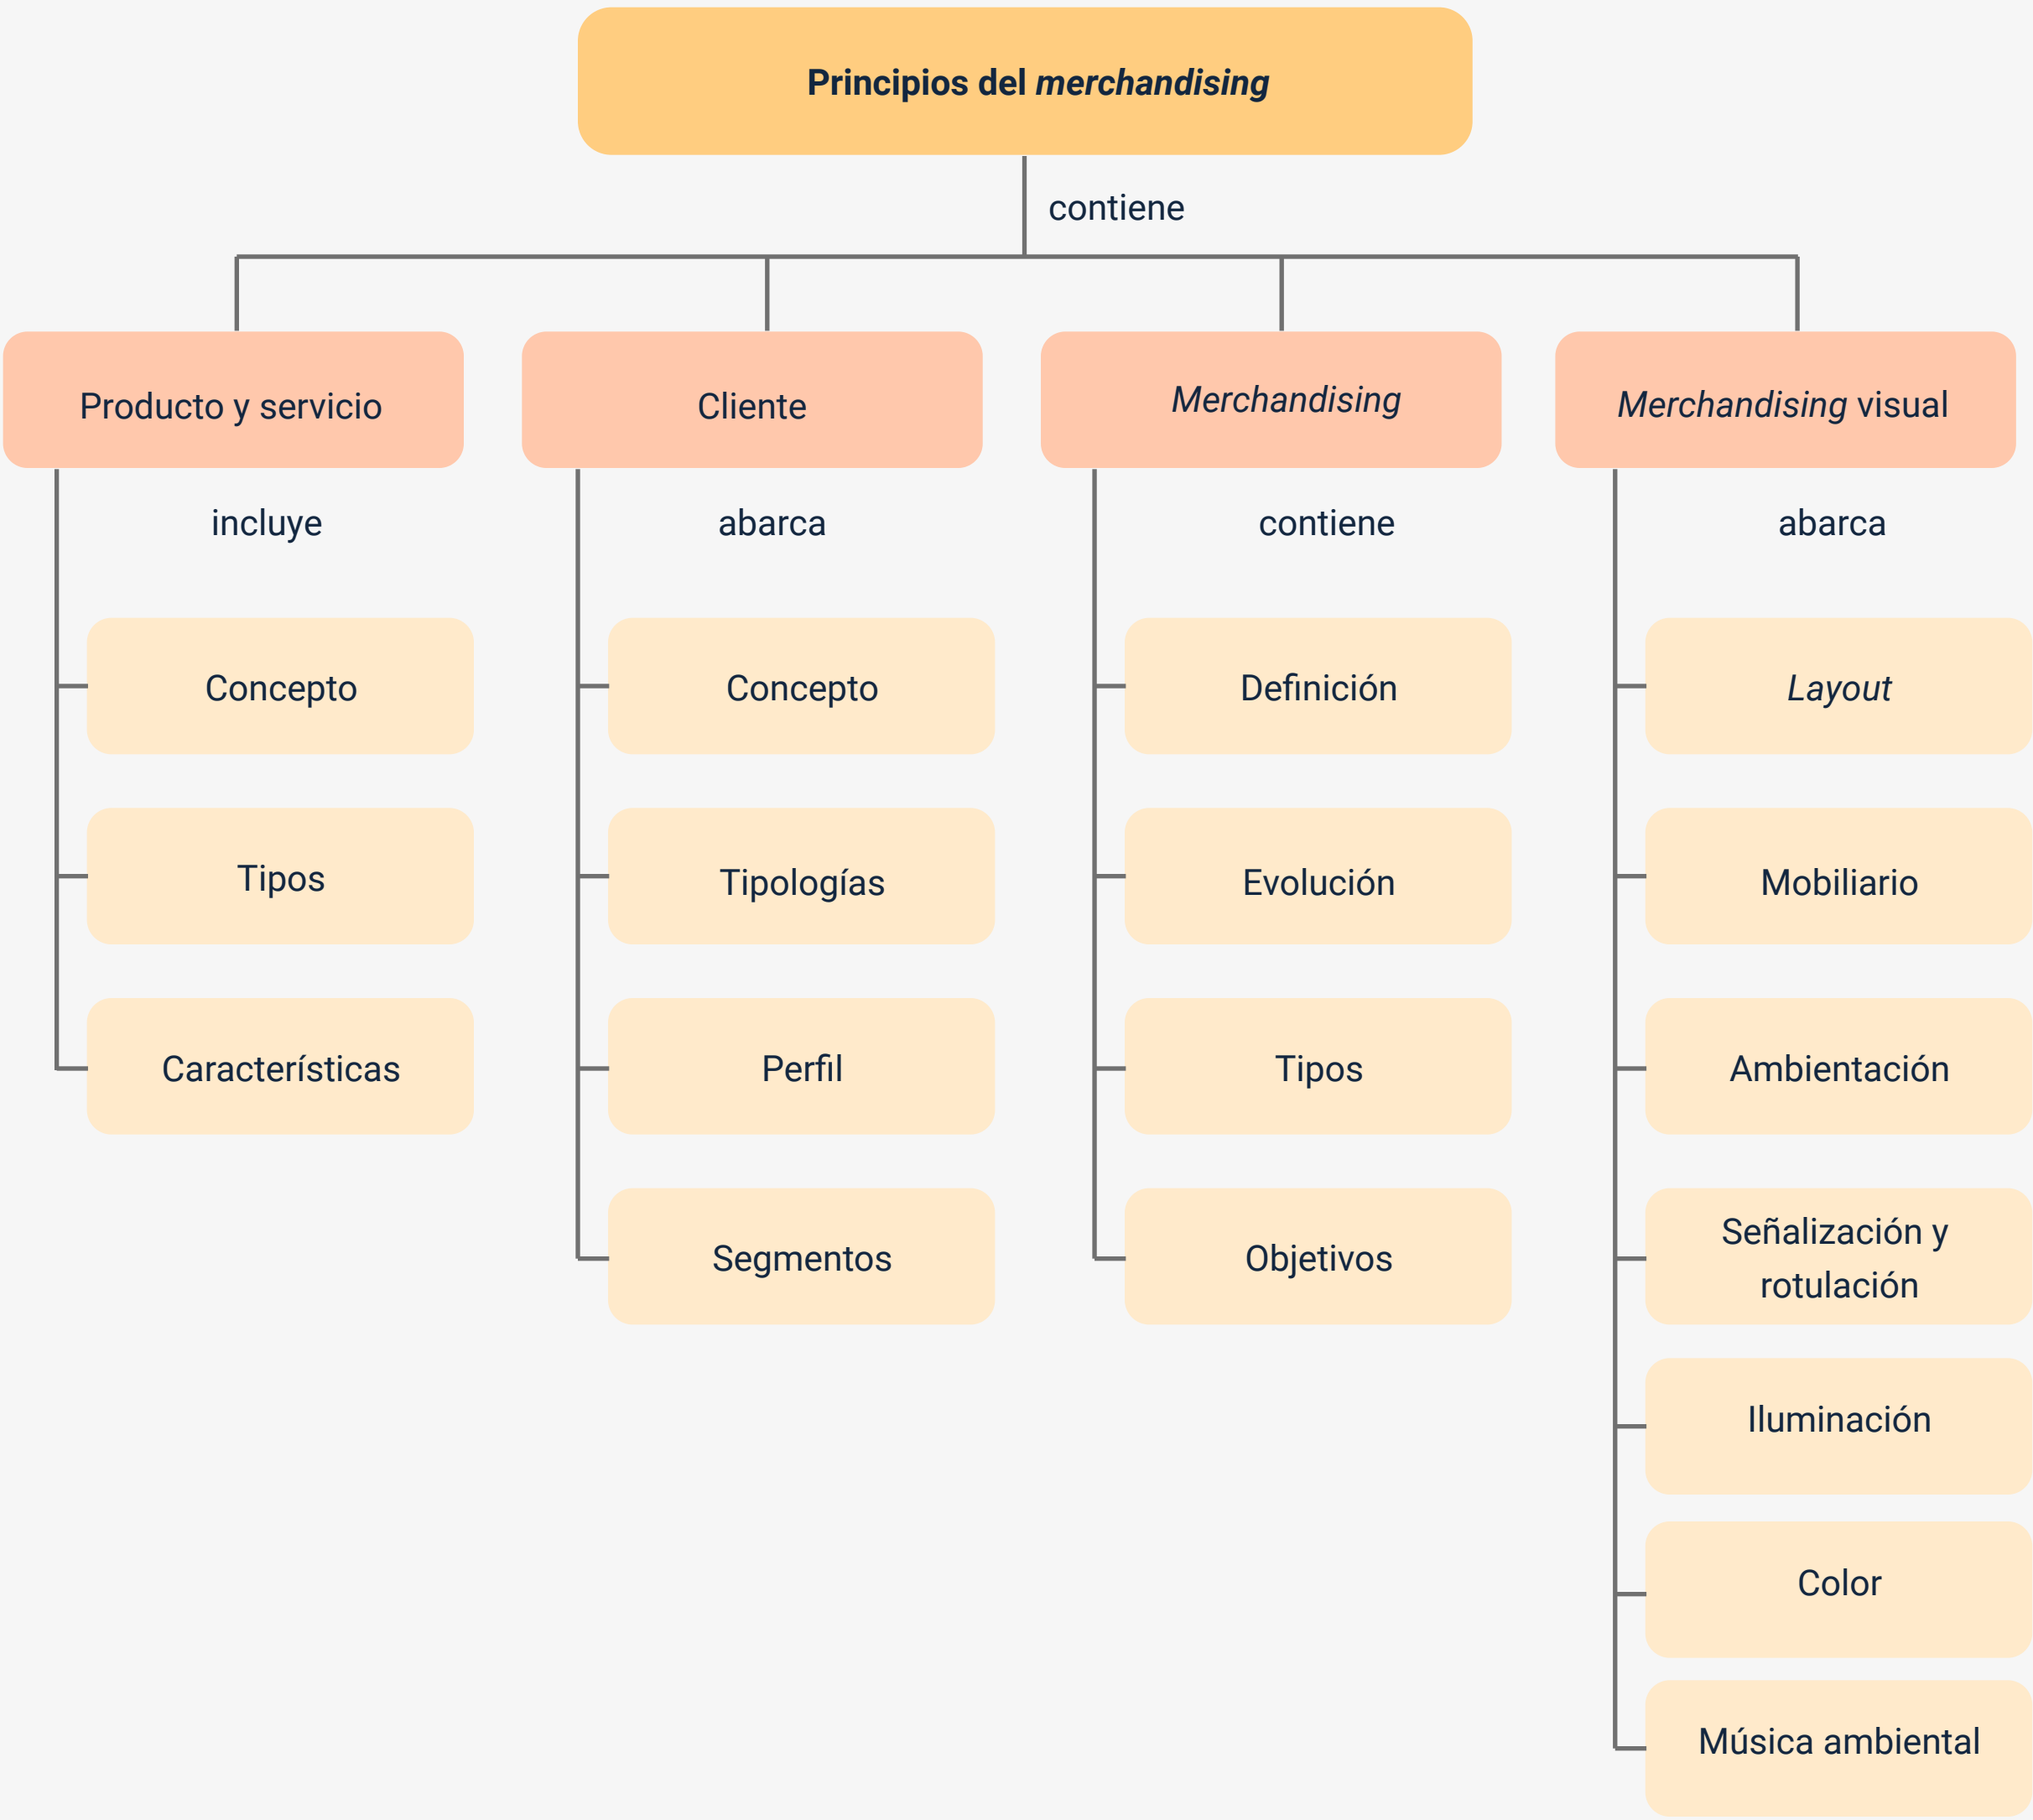 Principios del merchandising
contiene
Producto y servicio
incluye
Concepto
Tipos
Características
Cliente
abarca
Concepto
Tipologías
Perfil
Segmentos
Merchandising
contiene
Definición
Evolución
Tipos
Objetivos
Merchandising visual
abarca
Layout
Mobiliario
Ambientación
Señalización y
rotulación
Iluminación
Color
Música ambiental